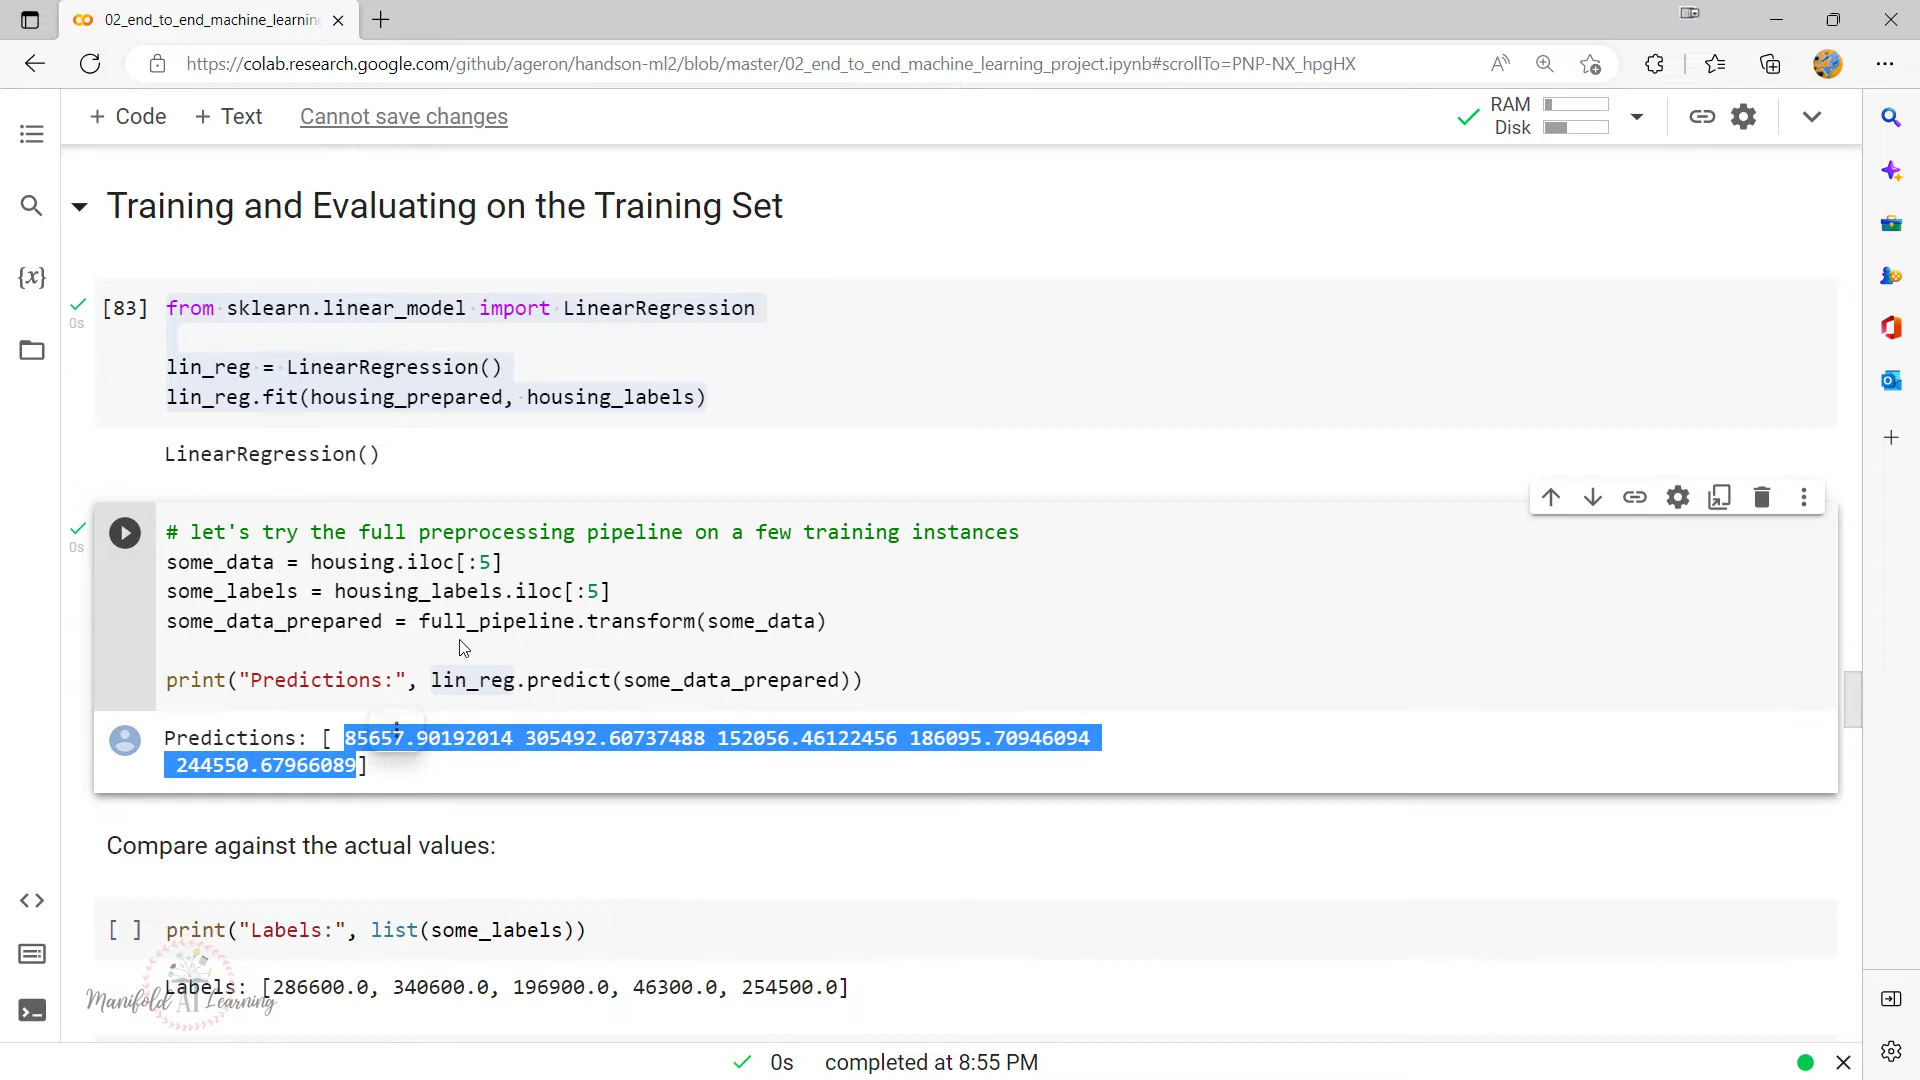 02_end_to_end_machine_learning
https://colab.research.google.com/github/ageron/handson-ml2/blob/master/02_end_to_end_machine_learning_project.ipynb#scrollTo=PNP-NX_hpgHX
+ Code + Text Cannot save changes
RAM
Disk
Training and Evaluating on the Training Set
[83] from sklearn.linear_model import LinearRegression
0s
lin_reg = LinearRegression()
lin_reg.fit(housing_prepared, housing_labels)
LinearRegression()
# let's try the full preprocessing pipeline on a few training instances
0s
some_data = housing.iloc[:5]
some_labels = housing_labels.iloc[:5]
some_data_prepared = full_pipeline.transform(some_data)
print("Predictions:", lin_reg.predict(some_data_prepared))
Predictions: [ 85657.90192014 305492.60737488 152056.46122456 186095.70946094
244550.67966089]
Compare against the actual values:
[ ] print("Labels:", list(some_labels))
Labels: [286600.0, 340600.0, 196900.0, 46300.0, 254500.0]
Manifold AI Learning
0s completed at 8:55 PM